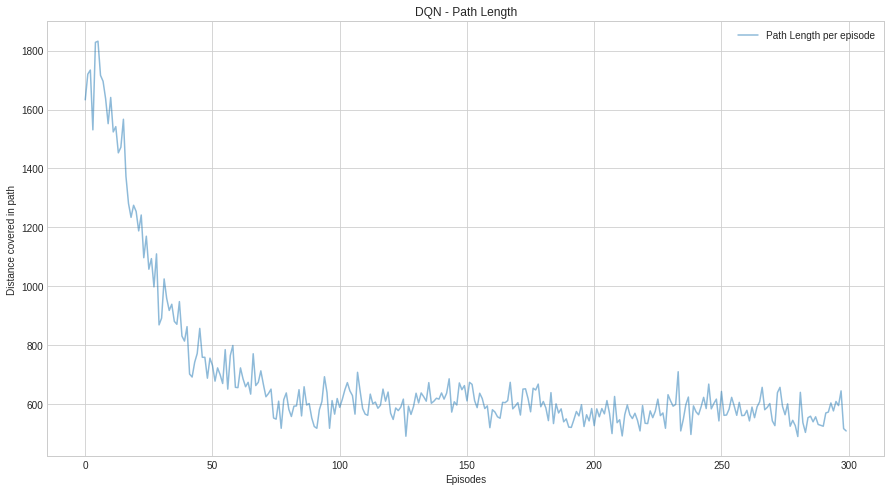 DQN - Path Length
Path Length per episode
1800
1600
1400
1200
1000
800
600
Distance covered in path
0 50 100 150 200 250 300
Episodes